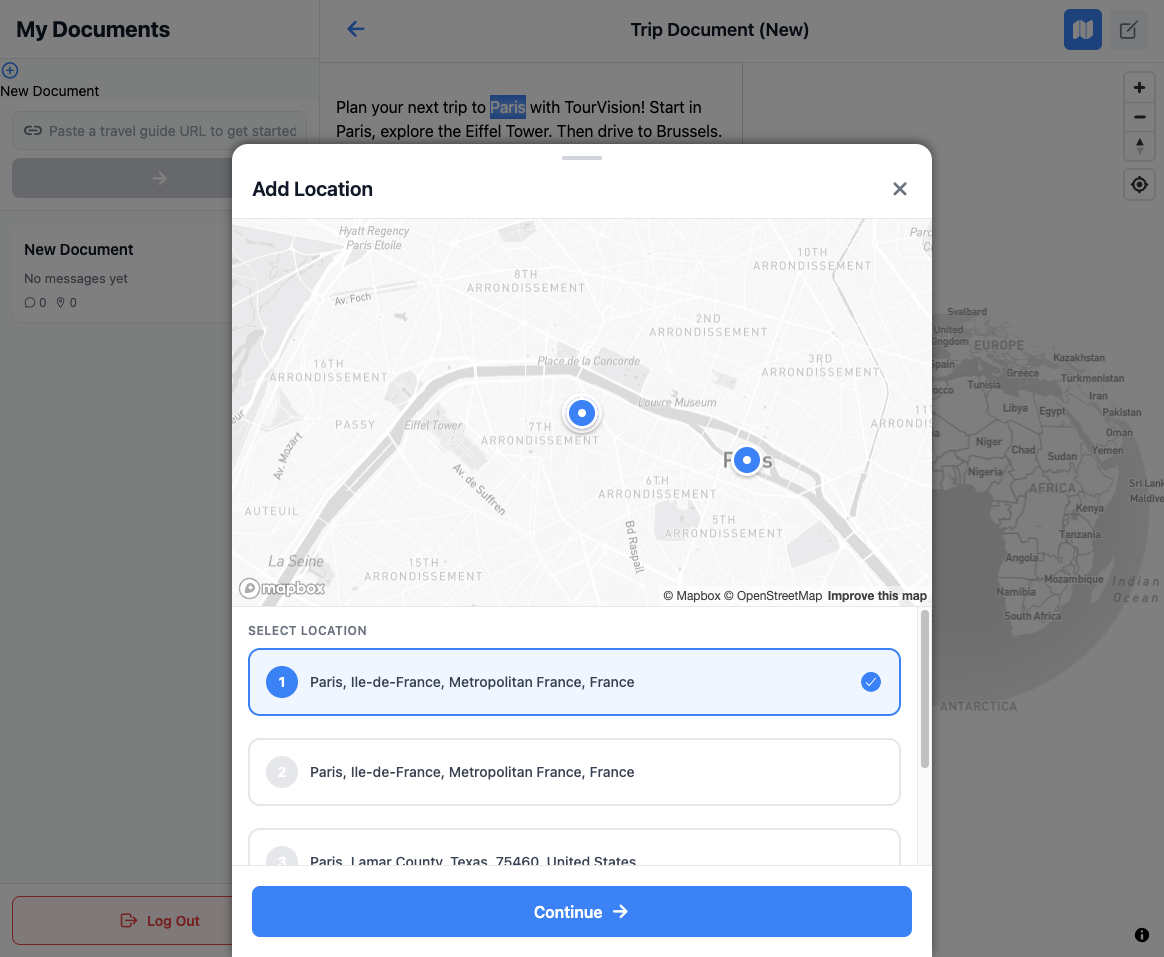 My Documents
Trip Document (New)
New Document
Paste a travel guide URL to get started
Plan your next trip to Paris with TourVision! Start in
Paris, explore the Eiffel Tower. Then drive to Brussels.
New Document
No messages yet
0 0
Log Out
Add Location
Hyatt Regency
Paris Etoile
8TH
ARRONDISSEMENT
10TH
ARRONDISSEMENT
Av. Foch
2ND
ARRONDISSEMENT
16TH
ARRONDISSEMENT
Place de la Concorde
3RD
ARRONDISSEMENT
Louvre Museum
PASSY
Eiffel Tower
7TH
ARRONDISSEMENT
Av. Mozart
Av. de Suffren
6TH
ARRONDISSEMENT
AUTEUIL
5TH
ARRONDISSEMENT
Bd Raspail
La Seine
15TH
ARRONDISSEMENT
mapbox
© Mapbox © OpenStreetMap Improve this map
SELECT LOCATION
1 Paris, Ile-de-France, Metropolitan France, France
2 Paris, Ile-de-France, Metropolitan France, France
3 Paris, Lamar County, Texas, 75460, United States
Continue
Svalbard
United
EUROPE
Kazakhstan
Greece
Turkmenistan
Tunisia
Iran
Libya
Egypt
Pakistan
Oman
Niger
Chad
Sudan
Yemen
Nigeria
AFRICA
Sri Lank
Maldive
Kenya
Tanzania
Angola
Mozambique
Indian
Ocean
Namibia
South Africa
ANTARCTICA